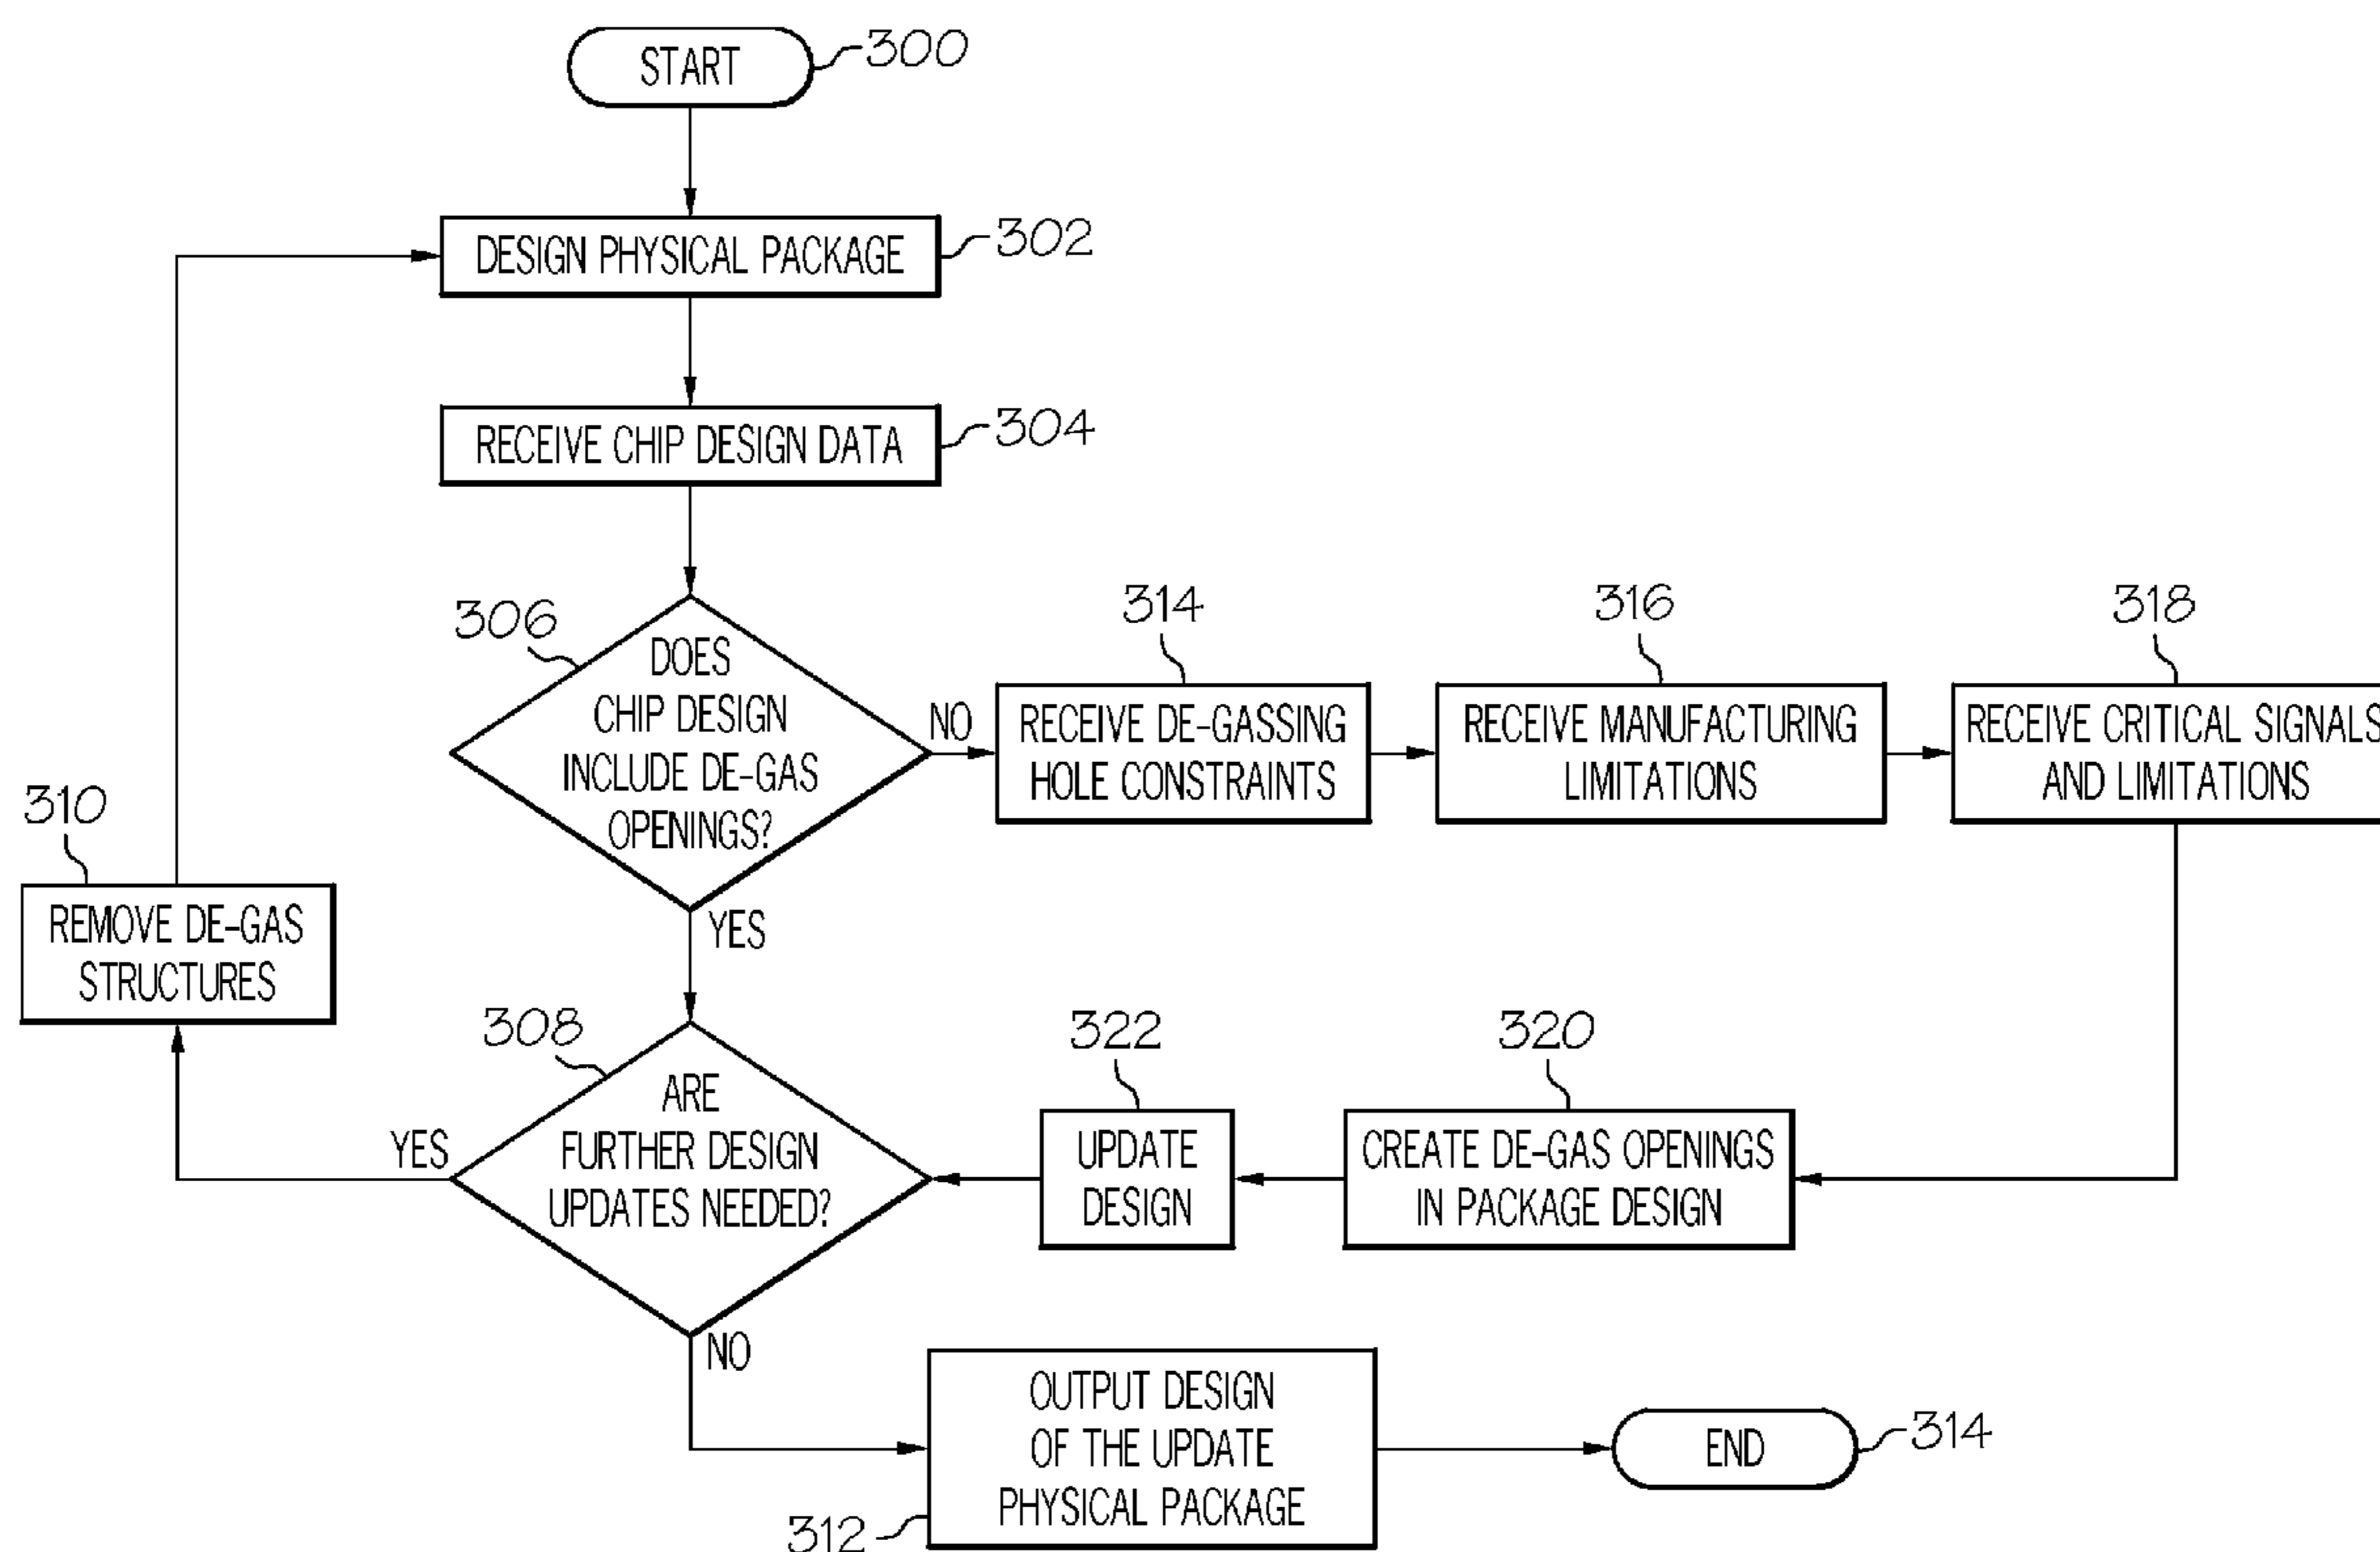 START
300
DESIGN PHYSICAL PACKAGE
302
RECEIVE CHIP DESIGN DATA
304
306
DOES
CHIP DESIGN
INCLUDE DE-GAS
OPENINGS?
NO
YES
314
RECEIVE DE-GASSING
HOLE CONSTRAINTS
316
RECEIVE MANUFACTURING
LIMITATIONS
318
RECEIVE CRITICAL SIGNALS
AND LIMITATIONS
310
REMOVE DE-GAS
STRUCTURES
308
ARE
FURTHER DESIGN
UPDATES NEEDED?
YES
NO
322
UPDATE
DESIGN
320
CREATE DE-GAS OPENINGS
IN PACKAGE DESIGN
OUTPUT DESIGN
OF THE UPDATE
PHYSICAL PACKAGE
312
END
314